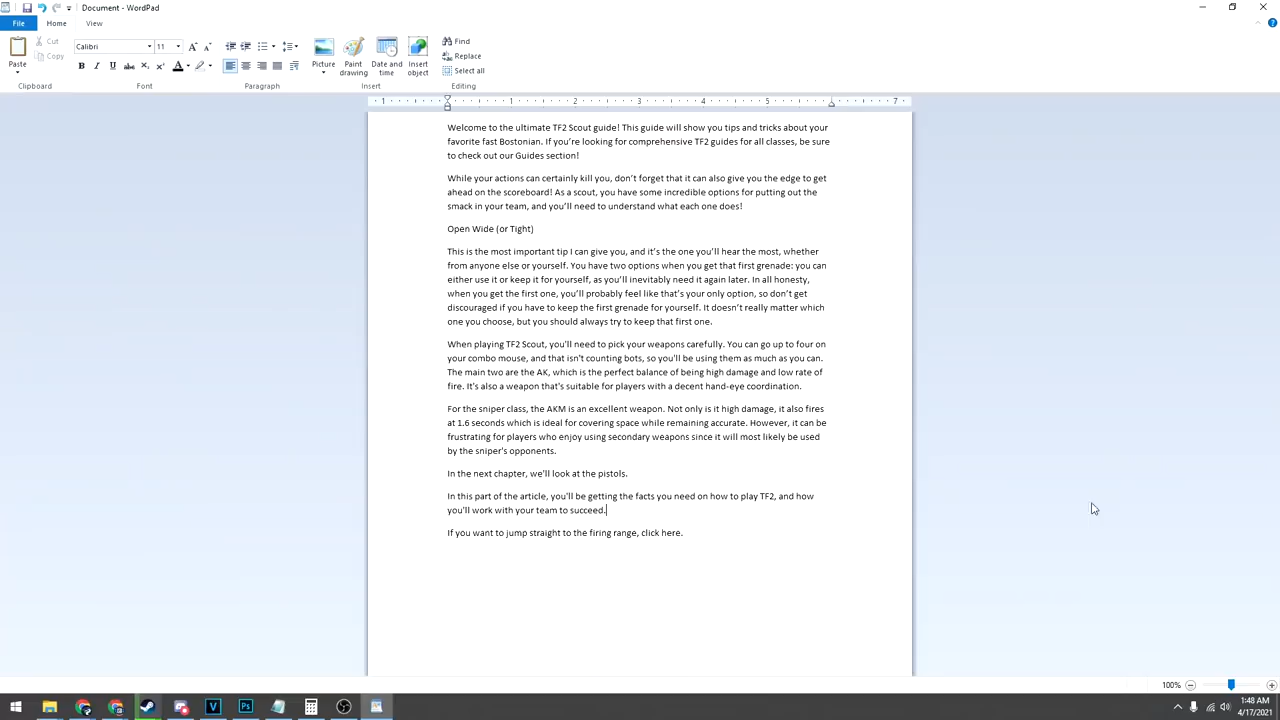 Document - WordPad
File
Home
View
Paste
Cut
Copy
Clipboard
Calibri
11
Font
Paragraph
Picture
Paint drawing
Date and time
Insert object
Insert
Find
Replace
Select all
Editing
1 1 2 3 4 5 7
Welcome to the ultimate TF2 Scout guide! This guide will show you tips and tricks about your
favorite fast Bostonian. If you're looking for comprehensive TF2 guides for all classes, be sure
to check out our Guides section!
While your actions can certainly kill you, don't forget that it can also give you the edge to get
ahead on the scoreboard! As a scout, you have some incredible options for putting out the
smack in your team, and you'll need to understand what each one does!
Open Wide (or Tight)
This is the most important tip I can give you, and it's the one you'll hear the most, whether
from anyone else or yourself. You have two options when you get that first grenade: you can
either use it or keep it for yourself, as you'll inevitably need it again later. In all honesty,
when you get the first one, you'll probably feel like that's your only option, so don't get
discouraged if you have to keep the first grenade for yourself. It doesn't really matter which
one you choose, but you should always try to keep that first one.
When playing TF2 Scout, you'll need to pick your weapons carefully. You can go up to four on
your combo mouse, and that isn't counting bots, so you'll be using them as much as you can.
The main two are the AK, which is the perfect balance of being high damage and low rate of
fire. It's also a weapon that's suitable for players with a decent hand-eye coordination.
For the sniper class, the AKM is an excellent weapon. Not only is it high damage, it also fires
at 1.6 seconds which is ideal for covering space while remaining accurate. However, it can be
frustrating for players who enjoy using secondary weapons since it will most likely be used
by the sniper's opponents.
In the next chapter, we'll look at the pistols.
In this part of the article, you'll be getting the facts you need on how to play TF2, and how
you'll work with your team to succeed.
If you want to jump straight to the firing range, click here.
100%
1:48 AM
4/17/2021